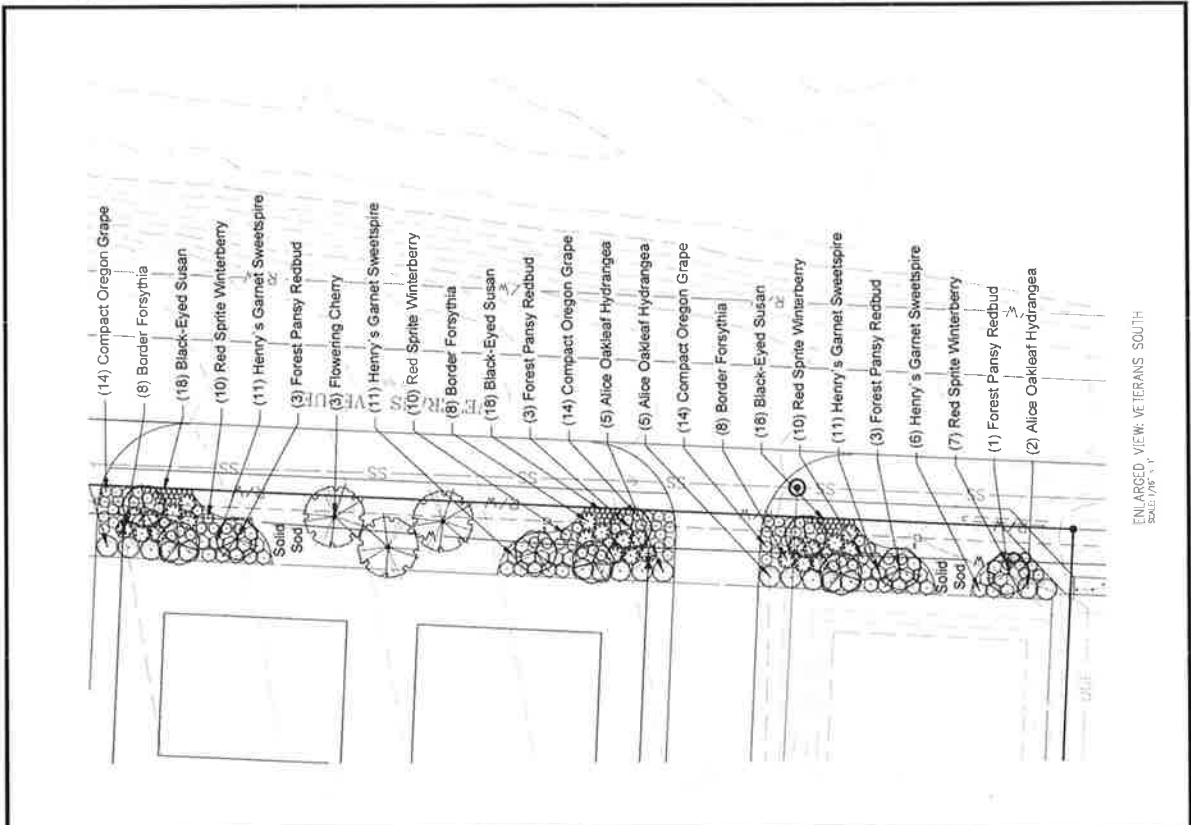 (14) Compact Oregon Grape
(8) Border Forsythia
(18) Black-Eyed Susan
(10) Red Sprite Winterberry
(11) Henry's Garnet Sweetspire
(3) Forest Pansy Redbud
(3) Flowering Cherry
(11) Henry's Garnet Sweetspire
(10) Red Sprite Winterberry
(8) Border Forsythia
(18) Black-Eyed Susan
(3) Forest Pansy Redbud
(14) Compact Oregon Grape
(5) Alice Oakleaf Hydrangea
(5) Alice Oakleaf Hydrangea
(14) Compact Oregon Grape
(8) Border Forsythia
(18) Black-Eyed Susan
(10) Red Sprite Winterberry
(11) Henry's Garnet Sweetspire
(3) Forest Pansy Redbud
(6) Henry's Garnet Sweetspire
(7) Red Sprite Winterberry
(1) Forest Pansy Redbud
(2) Alice Oakleaf Hydrangea
Solid
Sod
Solid
Sod
SS
SS
SS
SS
SS
R/W
R/W
ENLARGED VIEW: VETERANS SOUTH
SCALE: 1/16" = 1'